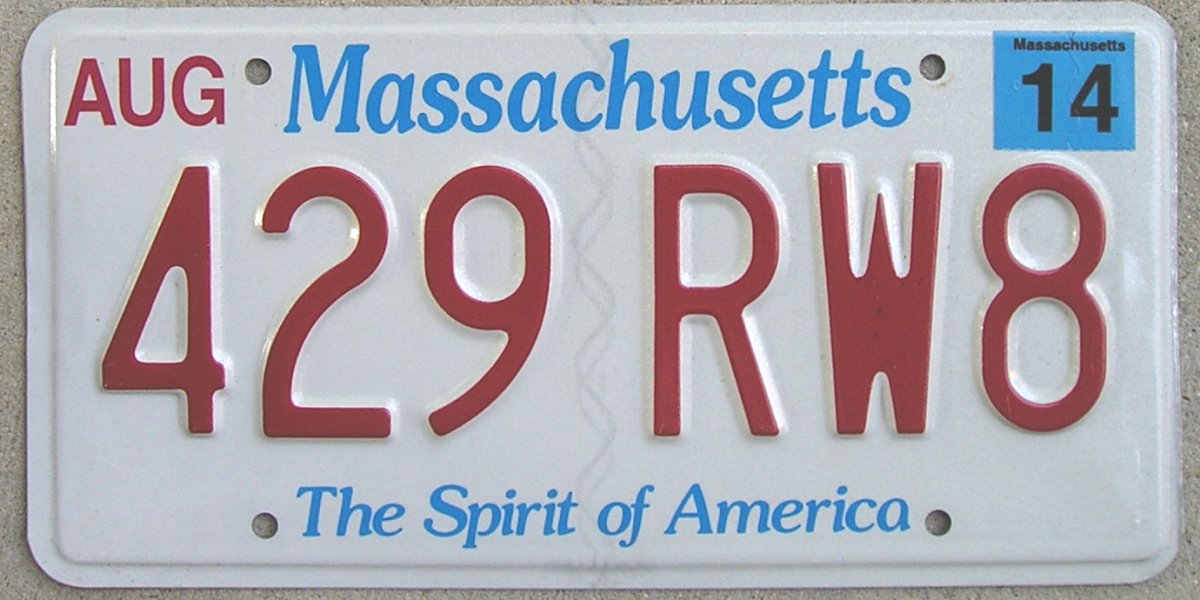 AUG Massachusetts Massachusetts 14
429 RW8
The Spirit of America